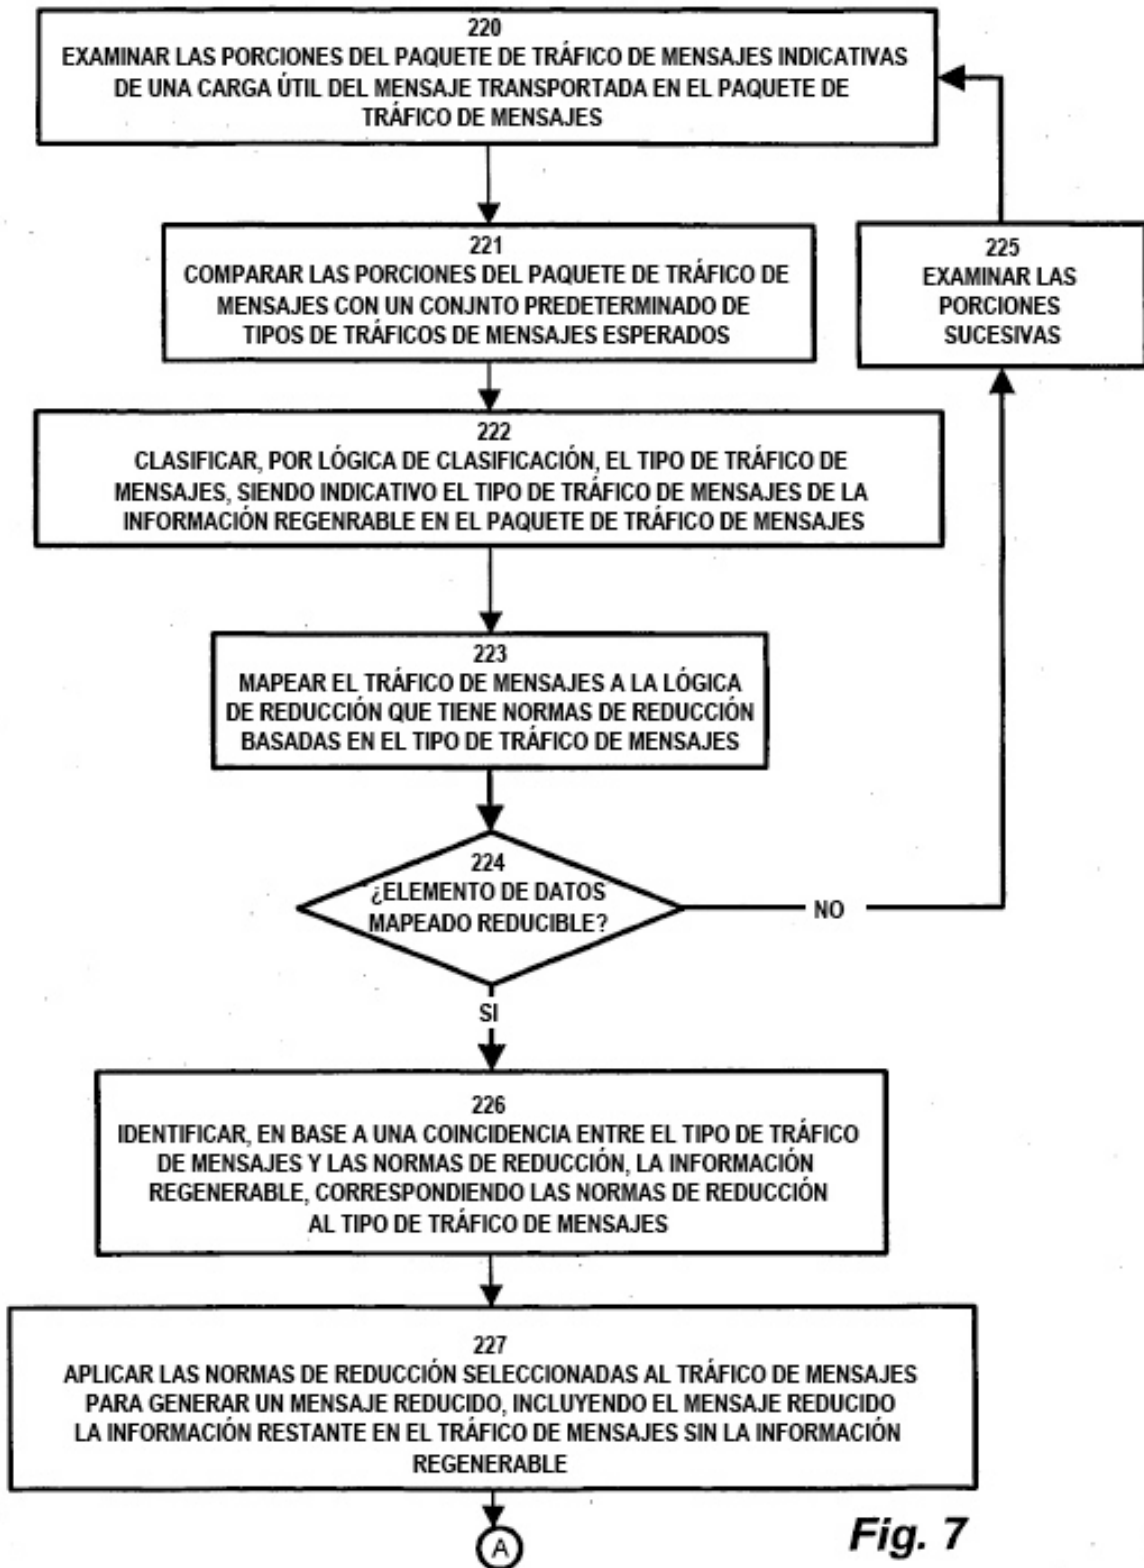 220
EXAMINAR LAS PORCIONES DEL PAQUETE DE TRÁFICO DE MENSAJES INDICATIVAS
DE UNA CARGA ÚTIL DEL MENSAJE TRANSPORTADA EN EL PAQUETE DE
TRÁFICO DE MENSAJES
221
COMPARAR LAS PORCIONES DEL PAQUETE DE TRÁFICO DE
MENSAJES CON UN CONJNTO PREDETERMINADO DE
TIPOS DE TRÁFICOS DE MENSAJES ESPERADOS
225
EXAMINAR LAS
PORCIONES
SUCESIVAS
222
CLASIFICAR, POR LÓGICA DE CLASIFICACIÓN, EL TIPO DE TRÁFICO DE
MENSAJES, SIENDO INDICATIVO EL TIPO DE TRÁFICO DE MENSAJES DE LA
INFORMACIÓN REGENRABLE EN EL PAQUETE DE TRÁFICO DE MENSAJES
223
MAPEAR EL TRÁFICO DE MENSAJES A LA LÓGICA
DE REDUCCIÓN QUE TIENE NORMAS DE REDUCCIÓN
BASADAS EN EL TIPO DE TRÁFICO DE MENSAJES
224
¿ELEMENTO DE DATOS
MAPEADO REDUCIBLE?
NO
SI
226
IDENTIFICAR, EN BASE A UNA COINCIDENCIA ENTRE EL TIPO DE TRÁFICO
DE MENSAJES Y LAS NORMAS DE REDUCCIÓN, LA INFORMACIÓN
REGENERABLE, CORRESPONDIENDO LAS NORMAS DE REDUCCIÓN
AL TIPO DE TRÁFICO DE MENSAJES
227
APLICAR LAS NORMAS DE REDUCCIÓN SELECCIONADAS AL TRÁFICO DE MENSAJES
PARA GENERAR UN MENSAJE REDUCIDO, INCLUYENDO EL MENSAJE REDUCIDO
LA INFORMACIÓN RESTANTE EN EL TRÁFICO DE MENSAJES SIN LA INFORMACIÓN
REGENERABLE
A
Fig. 7